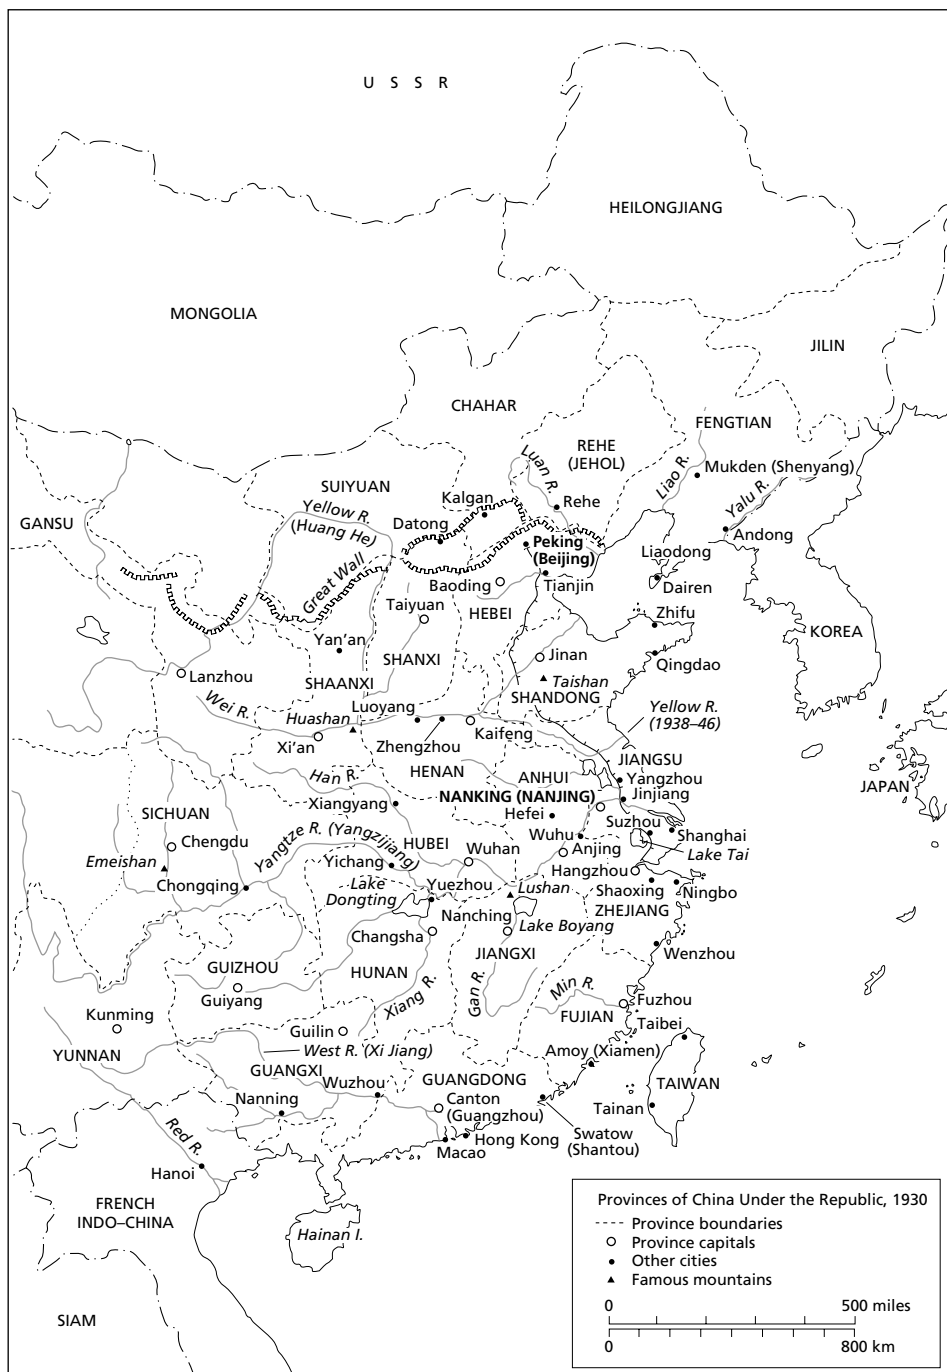 U S S R
HEILONGJIANG
MONGOLIA
JILIN
CHAHAR
FENGTIAN
REHE
(JEHOL)
Luan R.
Liao R.
Mukden (Shenyang)
SUIYUAN
Kalgan
Rehe
Yalu R.
GANSU
Yellow R.
(Huang He)
Datong
Peking
(Beijing)
Andong
Great Wall
Liaodong
Baoding
Tianjin
Dairen
Taiyuan
HEBEI
Zhifu
Yan'an
KOREA
SHANXI
Jinan
Qingdao
Lanzhou
SHAANXI
Taishan
SHANDONG
Wei R.
Luoyang
Yellow R.
(1938–46)
Huashan
Xi'an
Zhengzhou
Kaifeng
JIANGSU
HENAN
ANHUI
Yangzhou
Han R.
NANKING (NANJING)
Jinjiang
JAPAN
SICHUAN
Xiangyang
Hefei
Suzhou
Shanghai
Chengdu
Yangtze R. (Yangzijiang)
HUBEI
Wuhan
Wuhu
Anjing
Lake Tai
Emeishan
Yichang
Hangzhou
Chongqing
Lake
Dongting
Yuezhou
Lushan
Shaoxing
Ningbo
ZHEJIANG
Nanching
Lake Boyang
Changsha
Wenzhou
JIANGXI
GUIZHOU
HUNAN
Guiyang
Xiang R.
Gan R.
Min R.
Fuzhou
Kunming
Guilin
FUJIAN
Taibei
YUNNAN
West R. (Xi Jiang)
Amoy (Xiamen)
GUANGXI
Wuzhou
GUANGDONG
TAIWAN
Nanning
Canton
(Guangzhou)
Tainan
Red R.
Hong Kong
Swatow
(Shantou)
Macao
Hanoi
FRENCH
INDO–CHINA
Hainan I.
SIAM
Provinces of China Under the Republic, 1930
Province boundaries
Province capitals
Other cities
Famous mountains
0 500 miles
0 800 km